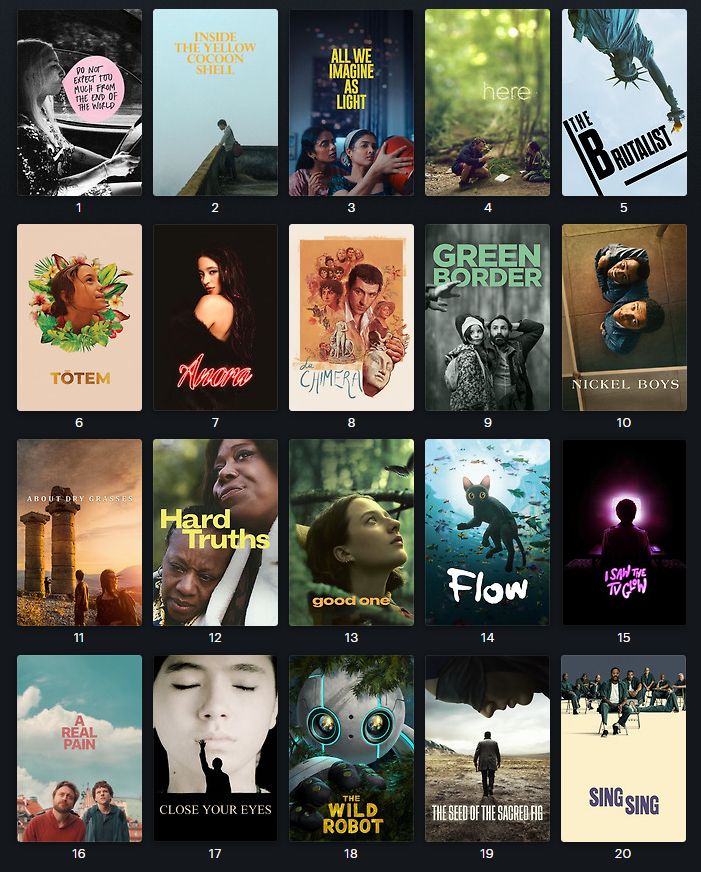 DO NOT
EXPECT TOO
MUCH FROM
THE END OF
THE WORLD
INSIDE
THE YELLOW
COCOON
SHELL
ALL WE
IMAGINE
AS
LIGHT
here
THE
BRUTALIST
1
2
3
4
5
TÓTEM
Anora
la
CHIMERA
GREEN
BORDER
NICKEL BOYS
6
7
8
9
10
ABOUT DRY GRASSES
Hard
Truths
good one
Flow
I SAW THE
TV GLOW
11
12
13
14
15
A
REAL
PAIN
CLOSE YOUR EYES
THE
WILD
ROBOT
THE SEED OF THE SACRED FIG
SING SING
16
17
18
19
20